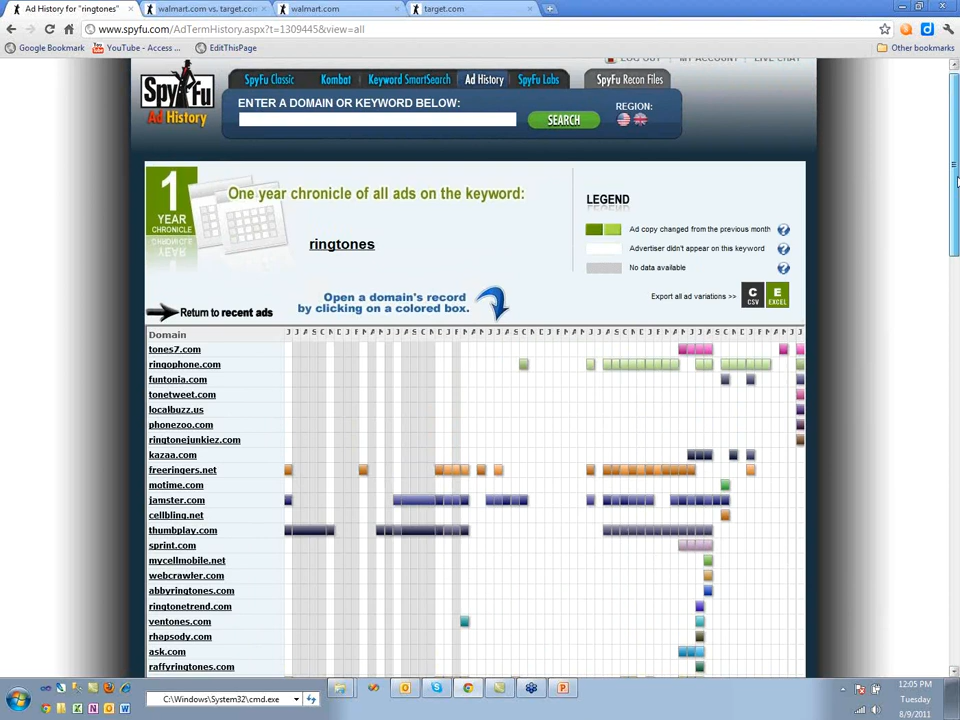 Ad History for "ringtones"
walmart.com vs. target.com
walmart.com
target.com
www.spyfu.com/AdTermHistory.aspx?t=1309445&view=all
Google Bookmark
YouTube - Access ...
EditThisPage
Other bookmarks
LOG OUT
MY ACCOUNT
LIVE CHAT
SpyFu
Ad History
SpyFu Classic
Kombat
Keyword SmartSearch
Ad History
SpyFu Labs
SpyFu Recon Files
ENTER A DOMAIN OR KEYWORD BELOW:
REGION:
SEARCH
1
YEAR
CHRONICLE
One year chronicle of all ads on the keyword:
ringtones
LEGEND
Ad copy changed from the previous month
Advertiser didn't appear on this keyword
No data available
Export all ad variations >>
C
CSV
E
EXCEL
Open a domain's record
by clicking on a colored box.
Return to recent ads
Domain
tones7.com
ringophone.com
funtonia.com
tonetweet.com
localbuzz.us
phonezoo.com
ringtonejunkiez.com
kazaa.com
freeringers.net
motime.com
jamster.com
cellbling.net
thumbplay.com
sprint.com
mycellmobile.net
webcrawler.com
abbyringtones.com
ringtonetrend.com
ventones.com
rhapsody.com
ask.com
raffyringtones.com
C:\Windows\System32\cmd.exe
12:05 PM
Tuesday
8/9/2011